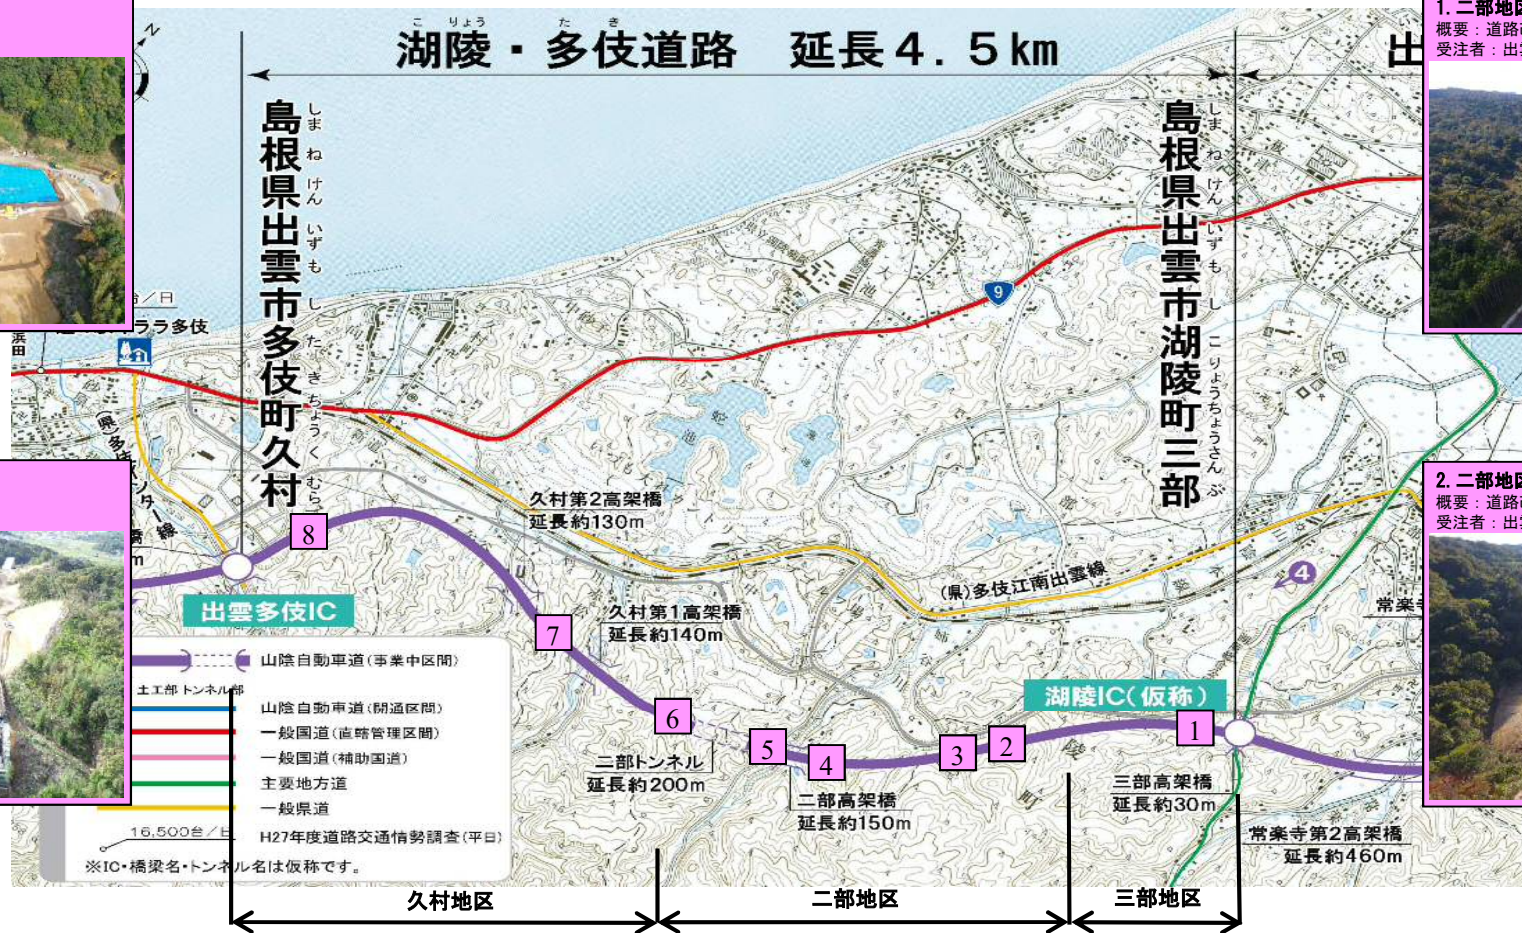 湖陵・多伎道路　延長4.5km
こ りょう た き
N
出
島根県出雲市多伎町久村
しま ね けん いずも し た き ちょう く むら
島根県出雲市湖陵町三部
しま ね けん いずも し こ りょうちょうさんぶ
1.二部地区
概要：道路
受注者：出
2.二部地区
概要：道路
受注者：出
台/日
ララ多伎
浜田
9
久村第2高架橋
延長約130m
8
出雲多伎IC
(県)多伎江南出雲線
4
常楽寺
久村第1高架橋
延長約140m
7
湖陵IC(仮称)
6
5
4
3
2
1
二部トンネル
延長約200m
二部高架橋
延長約150m
三部高架橋
延長約30m
常楽寺第2高架橋
延長約460m
町
山陰自動車道(事業中区間)
土工部 トンネル部
山陰自動車道(開通区間)
一般国道(直轄管理区間)
一般国道(補助国道)
主要地方道
一般県道
16,500台/日
H27年度道路交通情勢調査(平日)
※IC・橋梁名・トンネル名は仮称です。
久村地区
二部地区
三部地区